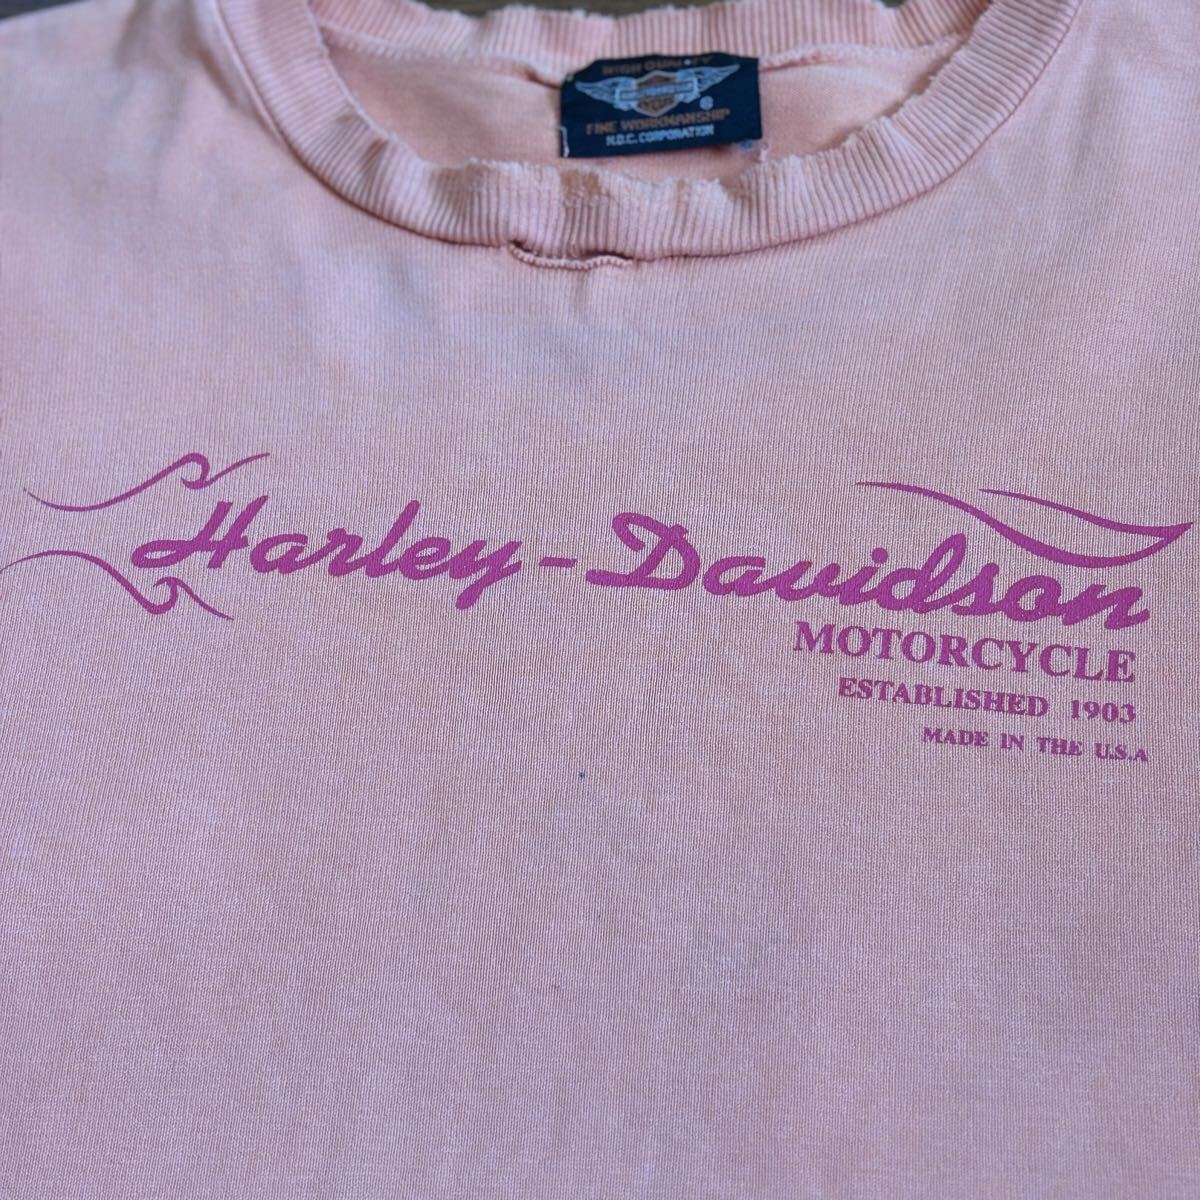 HIGH QUALITY
FINE WORKMANSHIP
H.D.C. CORPORATION
®
Harley-Davidson
MOTORCYCLE
ESTABLISHED 1903
MADE IN THE U.S.A